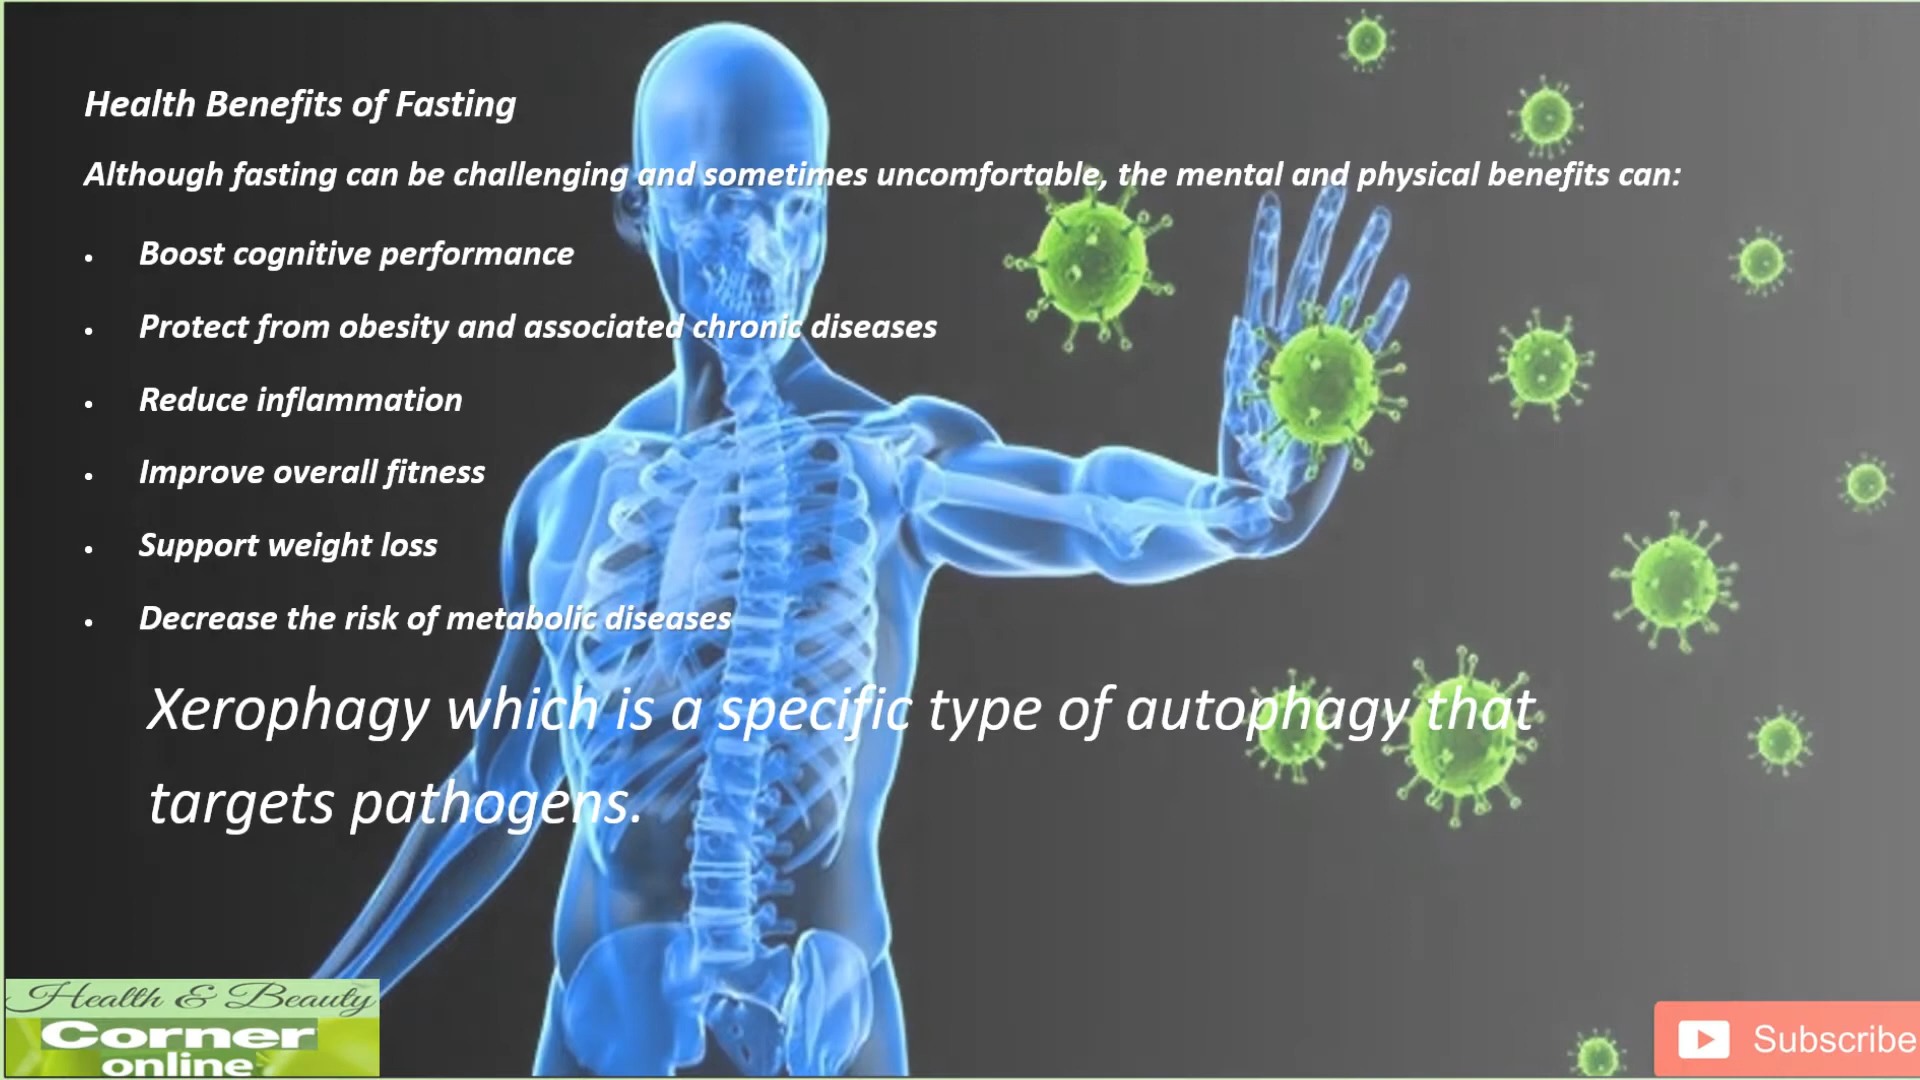 Health Benefits of Fasting
Although fasting can be challenging and sometimes uncomfortable, the mental and physical benefits can:
• Boost cognitive performance
• Protect from obesity and associated chronic diseases
• Reduce inflammation
• Improve overall fitness
• Support weight loss
• Decrease the risk of metabolic diseases
Xerophagy which is a specific type of autophagy that
targets pathogens.
Health & Beauty
Corner
online
Subscribe